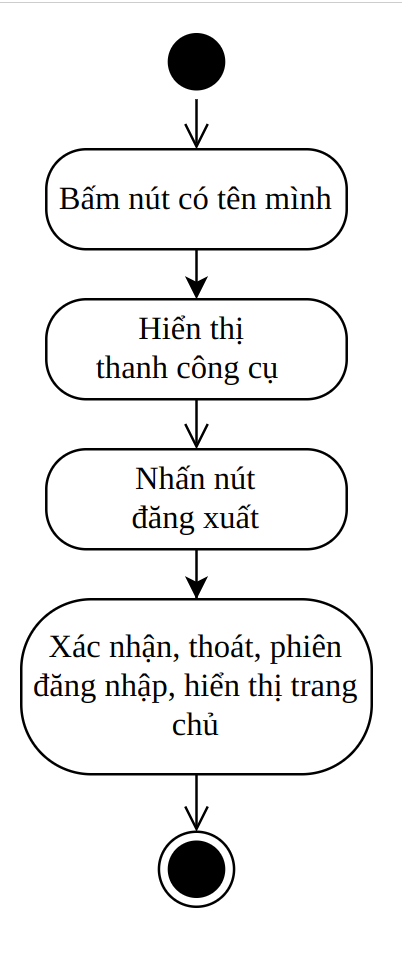 Bấm nút có tên mình
Hiển thị
thanh công cụ
Nhấn nút
đăng xuất
Xác nhận, thoát, phiên
đăng nhập, hiển thị trang
chủ